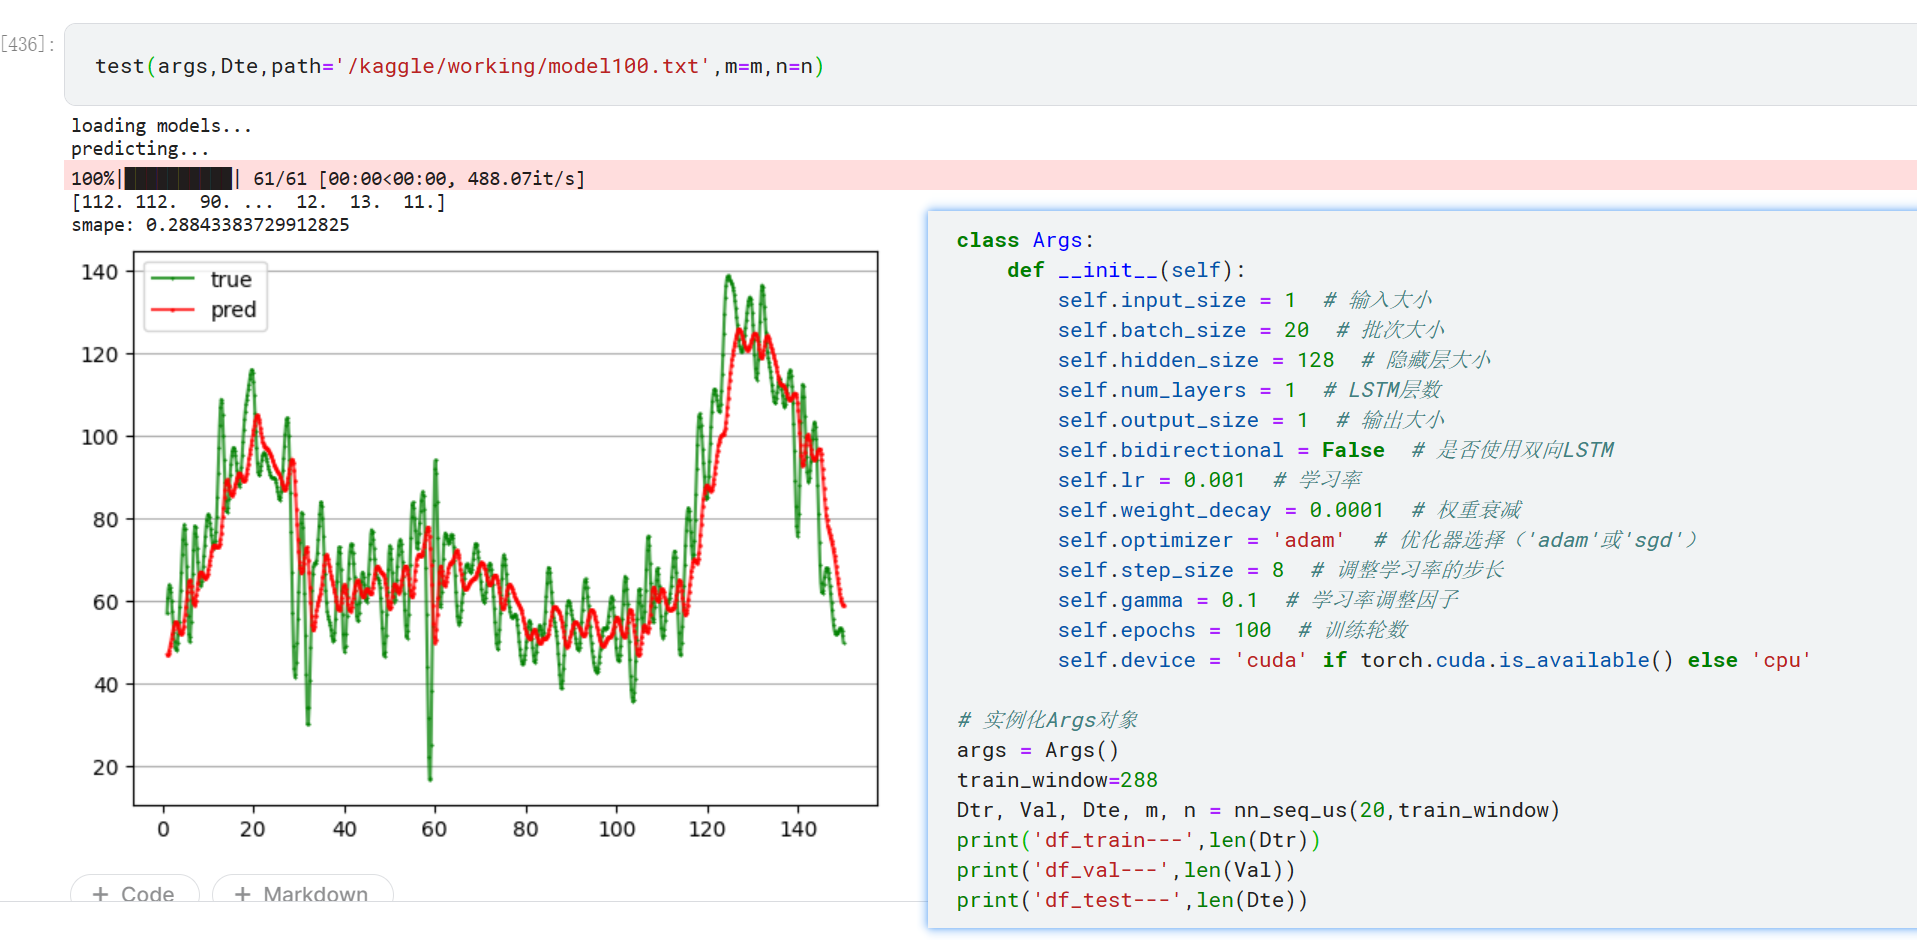 [436]:
test(args,Dte,path='/kaggle/working/model100.txt',m=m,n=n)
loading models...
predicting...
100%|██████████| 61/61 [00:00<00:00, 488.07it/s]
[112. 112.  90. ...  12.  13.  11.]
smape: 0.28843383729912825
true
pred
140
120
100
80
60
40
20
0 20 40 60 80 100 120 140
+ Code + Markdown
class Args:
    def __init__(self):
        self.input_size = 1  # 输入大小
        self.batch_size = 20  # 批次大小
        self.hidden_size = 128  # 隐藏层大小
        self.num_layers = 1  # LSTM层数
        self.output_size = 1  # 输出大小
        self.bidirectional = False  # 是否使用双向LSTM
        self.lr = 0.001  # 学习率
        self.weight_decay = 0.0001  # 权重衰减
        self.optimizer = 'adam'  # 优化器选择（'adam'或'sgd'）
        self.step_size = 8  # 调整学习率的步长
        self.gamma = 0.1  # 学习率调整因子
        self.epochs = 100  # 训练轮数
        self.device = 'cuda' if torch.cuda.is_available() else 'cpu'
# 实例化Args对象
args = Args()
train_window=288
Dtr, Val, Dte, m, n = nn_seq_us(20,train_window)
print('df_train---',len(Dtr))
print('df_val---',len(Val))
print('df_test---',len(Dte))